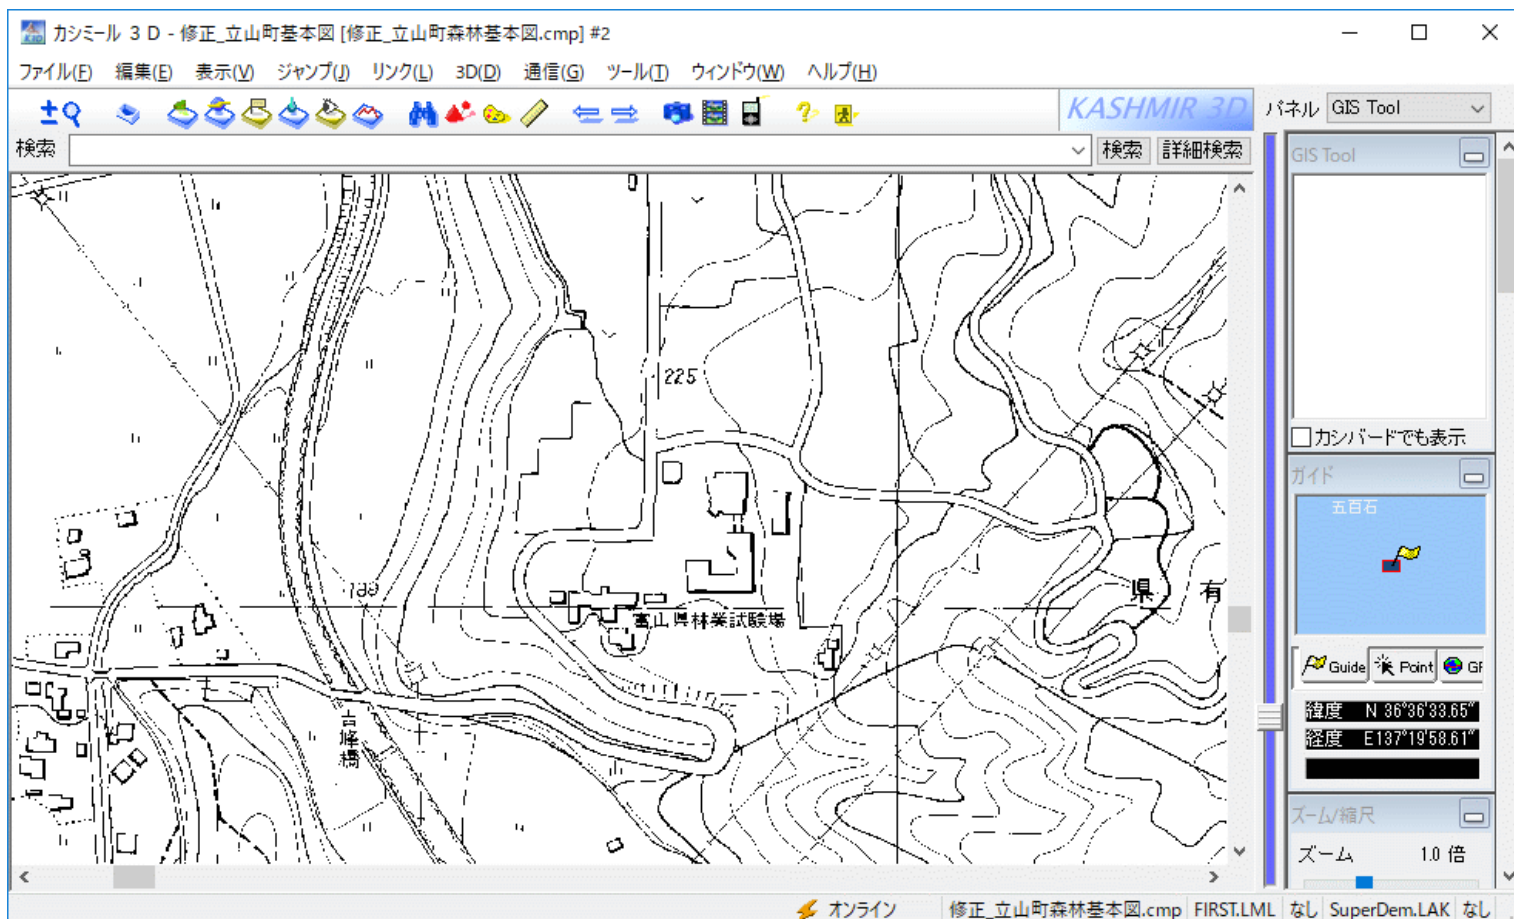 カシミール 3D - 修正_立山町基本図 [修正_立山町森林基本図.cmp] #2
ファイル(F) 編集(E) 表示(V) ジャンプ(J) リンク(L) 3D(D) 通信(G) ツール(T) ウィンドウ(W) ヘルプ(H)
KASHMIR 3D
パネル GIS Tool
検索 検索 詳細検索
GIS Tool
カシバードでも表示
ガイド
五百石
Guide Point GP
緯度 N 36°36'33.65"
経度 E137°19'58.61"
ズーム/縮尺
ズーム 1.0 倍
225
富山県林業試験場
県 有
吉峰橋
オンライン 修正_立山町森林基本図.cmp FIRST.LML なし SuperDem.LAK なし